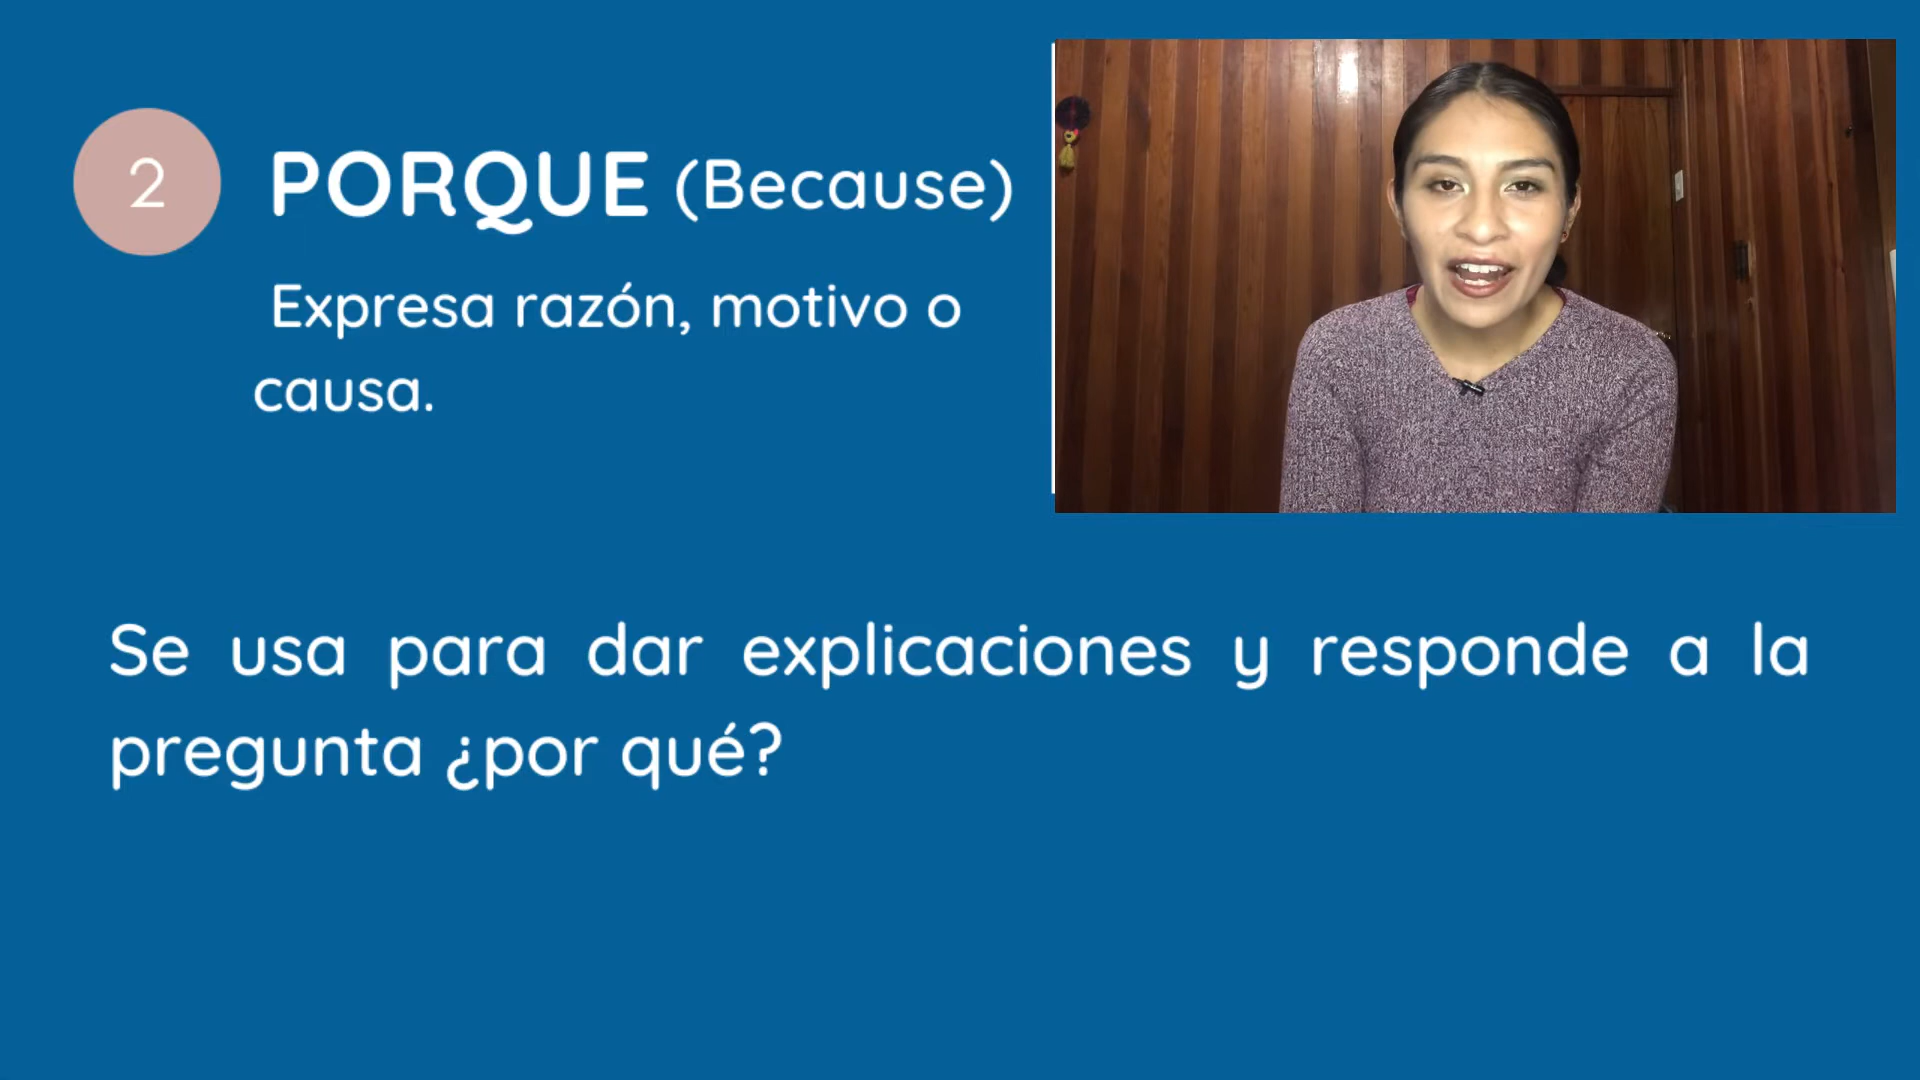 2
PORQUE (Because)
Expresa razón, motivo o
causa.
Se usa para dar explicaciones y responde a la
pregunta ¿por qué?